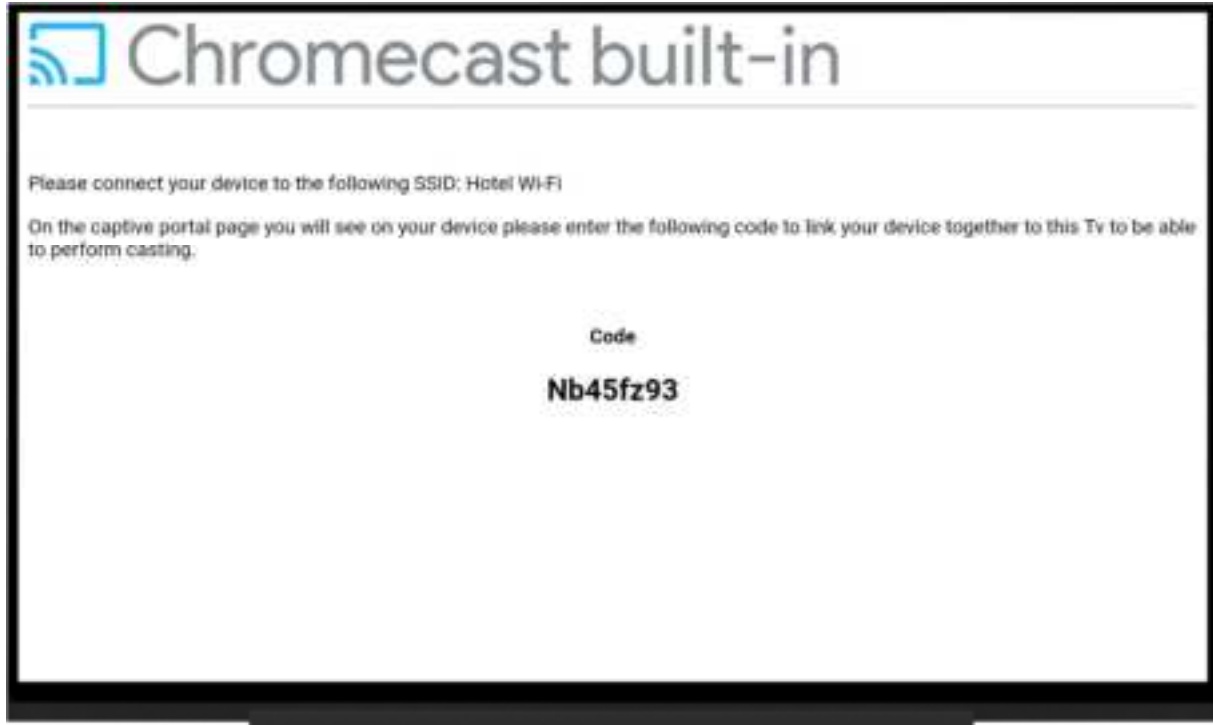 Chromecast built-in
Please connect your device to the following SSID: Hotel Wi-Fi
On the captive portal page you will see on your device please enter the following code to link your device together to this Tv to be able
to perform casting.
Code
Nb45fz93